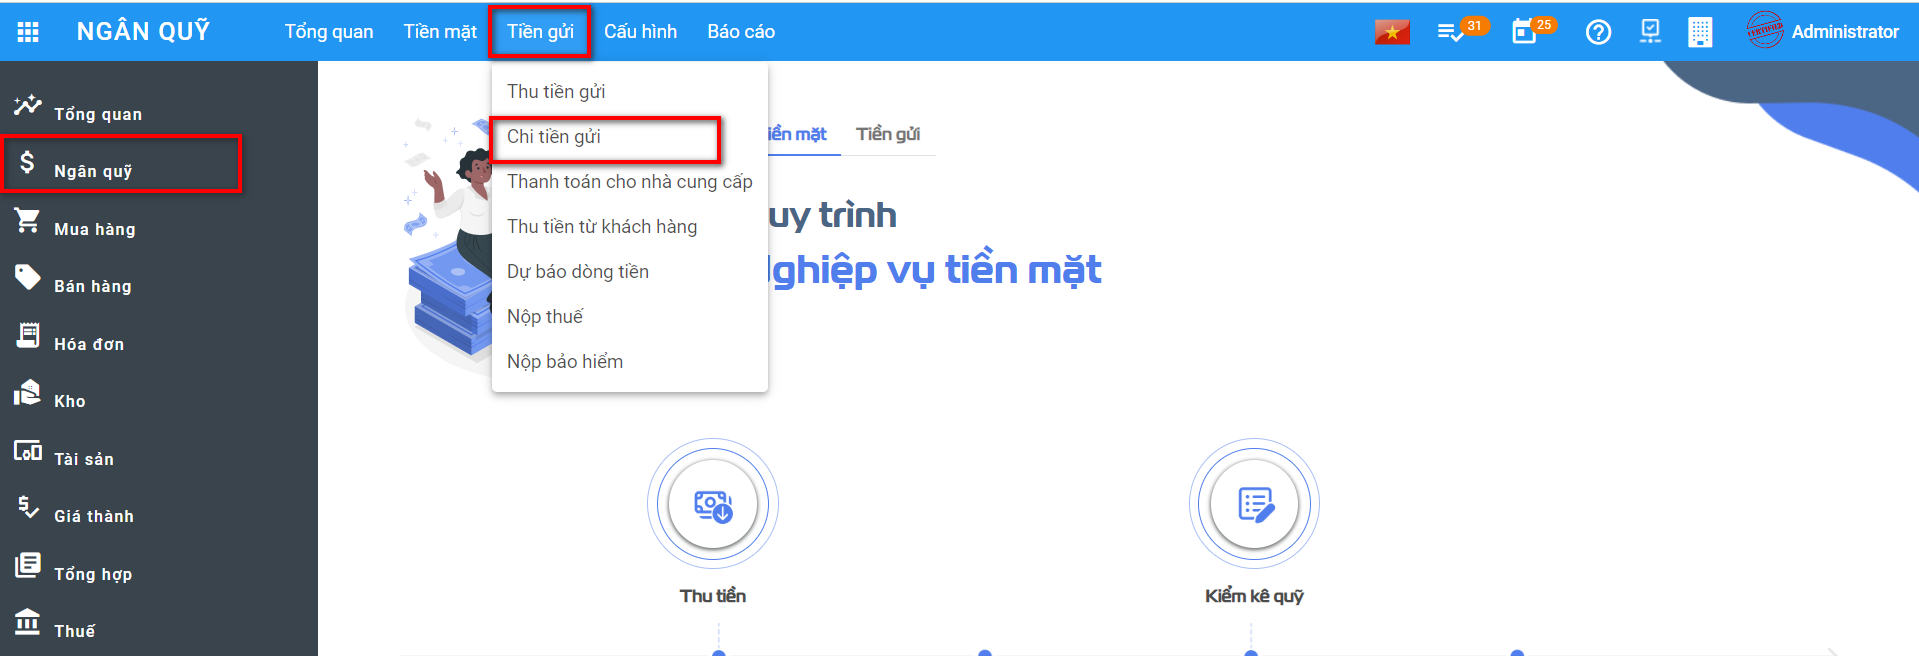 NGÂN QUỸ
Tổng quan
Tiền mặt
Tiền gửi
Cấu hình
Báo cáo
31
25
CERTIFIED
Administrator
Tổng quan
Ngân quỹ
Mua hàng
Bán hàng
Hóa đơn
Kho
Tài sản
Giá thành
Tổng hợp
Thuế
Thu tiền gửi
Chi tiền gửi
Thanh toán cho nhà cung cấp
Thu tiền từ khách hàng
Dự báo dòng tiền
Nộp thuế
Nộp bảo hiểm
iền mặt
Tiền gửi
uy trình
ghiệp vụ tiền mặt
Thu tiền
Kiểm kê quỹ